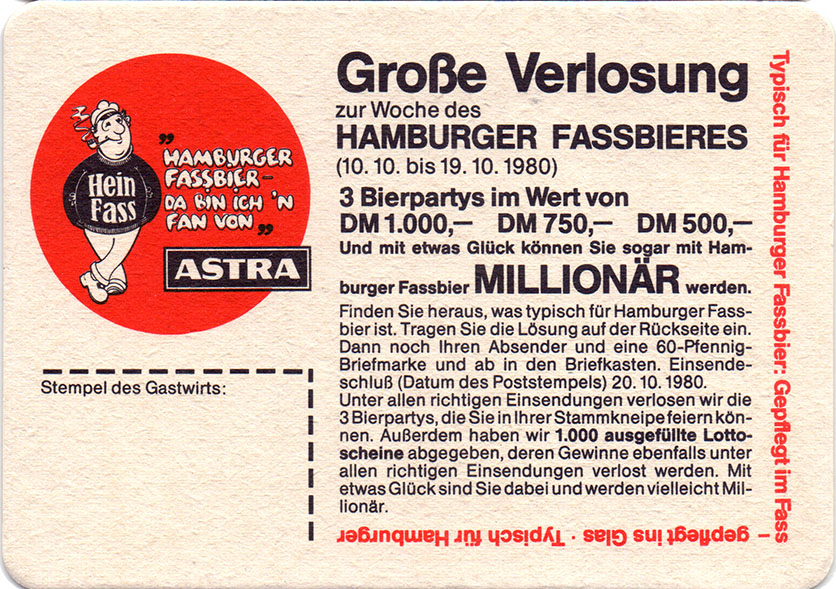 Große Verlosung
zur Woche des
HAMBURGER FASSBIERES
(10. 10. bis 19. 10. 1980)
3 Bierpartys im Wert von
DM 1.000,– DM 750,– DM 500,–
Und mit etwas Glück können Sie sogar mit Ham-
burger Fassbier MILLIONÄR werden.
Finden Sie heraus, was typisch für Hamburger Fass-
bier ist. Tragen Sie die Lösung auf der Rückseite ein.
Dann noch Ihren Absender und eine 60-Pfennig-
Briefmarke und ab in den Briefkasten. Einsende-
schluß (Datum des Poststempels) 20. 10. 1980.
Unter allen richtigen Einsendungen verlosen wir die
3 Bierpartys, die Sie in Ihrer Stammkneipe feiern kön-
nen. Außerdem haben wir 1.000 ausgefüllte Lotto-
scheine abgegeben, deren Gewinne ebenfalls unter
allen richtigen Einsendungen verlost werden. Mit
etwas Glück sind Sie dabei und werden vielleicht Mil-
lionär.
Hein
Fass
„HAMBURGER
FASSBIER –
DA BIN ICH 'N
FAN VON„
ASTRA
Stempel des Gastwirts:
Typisch für Hamburger Fassbier: Gepflegt im Fass
– gepflegt ins Glas · Typisch für Hamburger